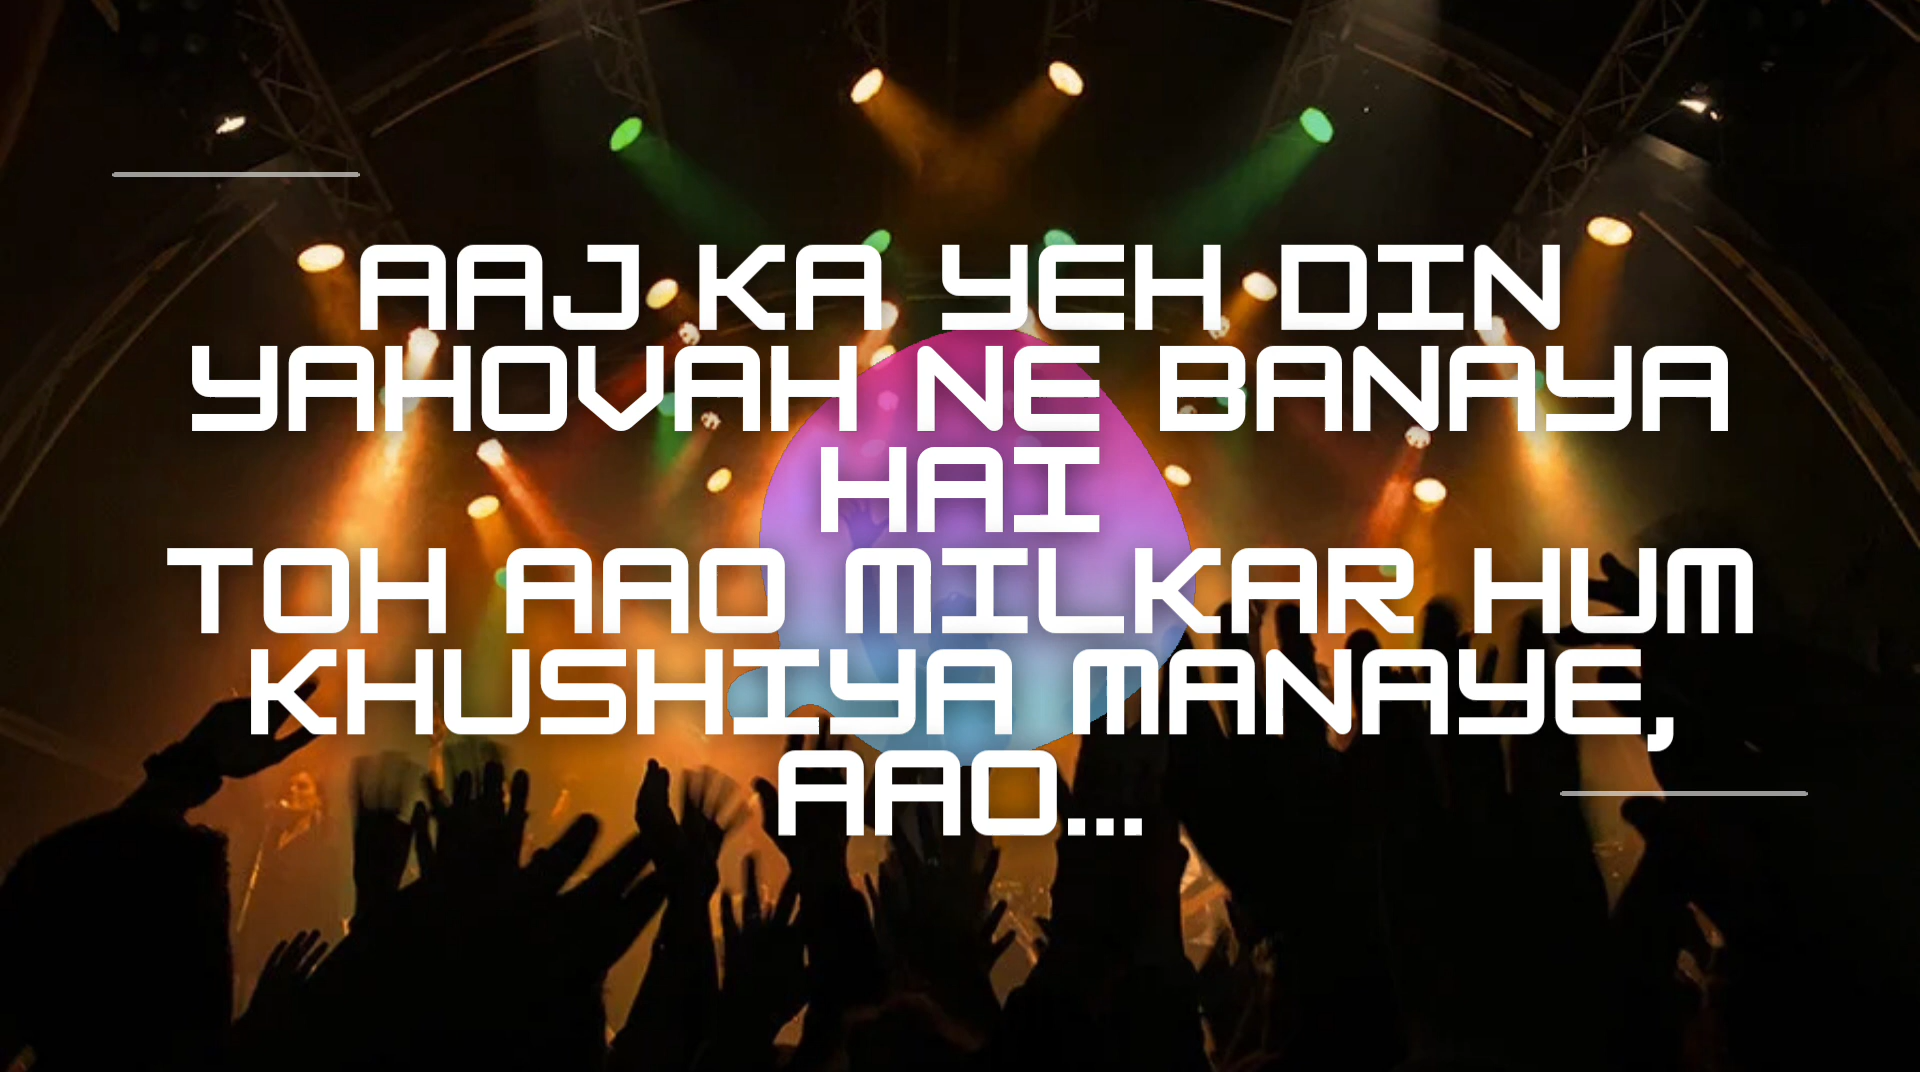 AAJ KA YEH DIN
YAHOVAH NE BANAYA
HAI
TOH AAO MILKAR HUM
KHUSHIYA MANAYE,
AAO...